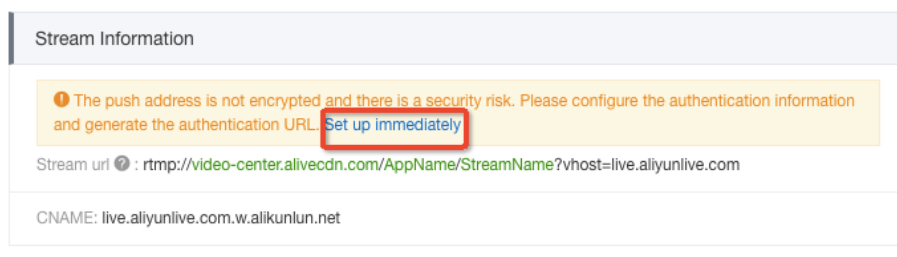 Stream Information
! The push address is not encrypted and there is a security risk. Please configure the authentication information
and generate the authentication URL. Set up immediately
Stream url ? : rtmp://video-center.alivecdn.com/AppName/StreamName?vhost=live.aliyunlive.com
CNAME: live.aliyunlive.com.w.alikunlun.net